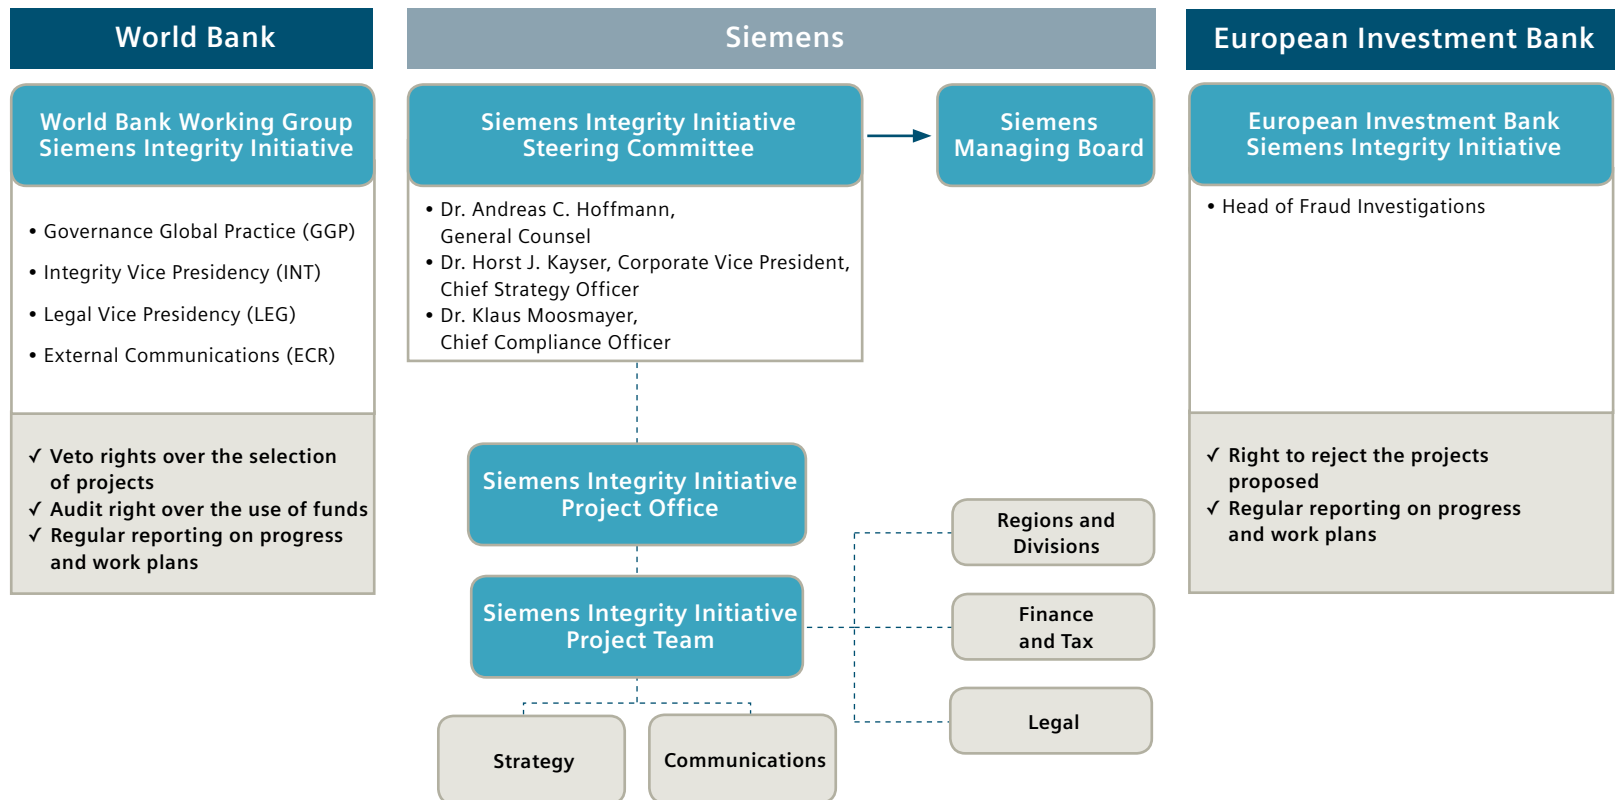 World Bank
World Bank Working Group
Siemens Integrity Initiative
• Governance Global Practice (GGP)
• Integrity Vice Presidency (INT)
• Legal Vice Presidency (LEG)
• External Communications (ECR)
✓ Veto rights over the selection
of projects
✓ Audit right over the use of funds
✓ Regular reporting on progress
and work plans
Siemens
Siemens Integrity Initiative
Steering Committee
• Dr. Andreas C. Hoffmann,
General Counsel
• Dr. Horst J. Kayser, Corporate Vice President,
Chief Strategy Officer
• Dr. Klaus Moosmayer,
Chief Compliance Officer
Siemens
Managing Board
Siemens Integrity Initiative
Project Office
Siemens Integrity Initiative
Project Team
Regions and
Divisions
Finance
and Tax
Legal
Strategy
Communications
European Investment Bank
European Investment Bank
Siemens Integrity Initiative
• Head of Fraud Investigations
✓ Right to reject the projects
proposed
✓ Regular reporting on progress
and work plans